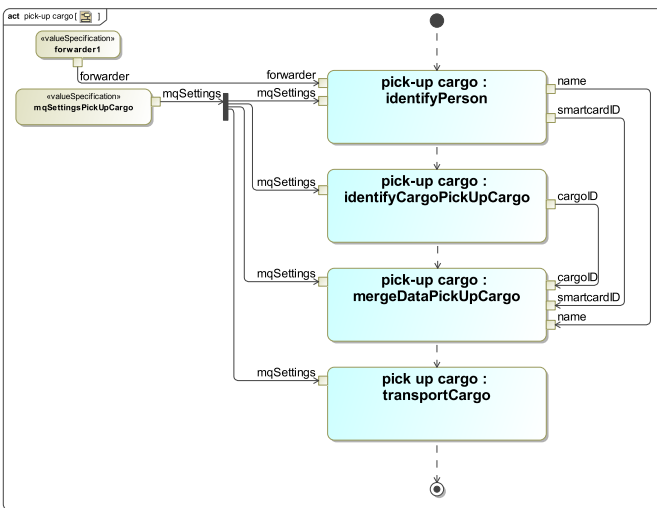 act pick-up cargo[ ]
«valueSpecification»
forwarder1
forwarder
forwarder
«valueSpecification»
mqSettingsPickUpCargo
mqSettings
mqSettings
pick-up cargo :
identifyPerson
name
smartcardID
mqSettings
pick-up cargo :
identifyCargoPickUpCargo
cargoID
mqSettings
pick-up cargo :
mergeDataPickUpCargo
cargoID
smartcardID
name
mqSettings
pick up cargo :
transportCargo